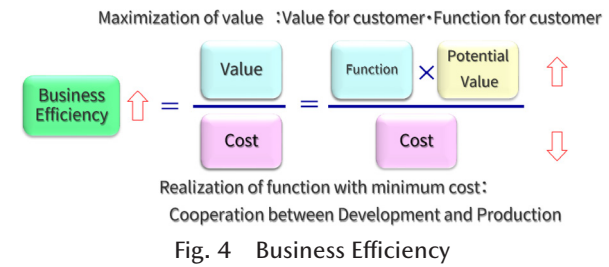 Maximization of value :Value for customer・Function for customer
Business
Efficiency
=
Value
Cost
=
Function
×
Potential
Value
Cost
Realization of function with minimum cost:
Cooperation between Development and Production
Fig. 4 Business Efficiency